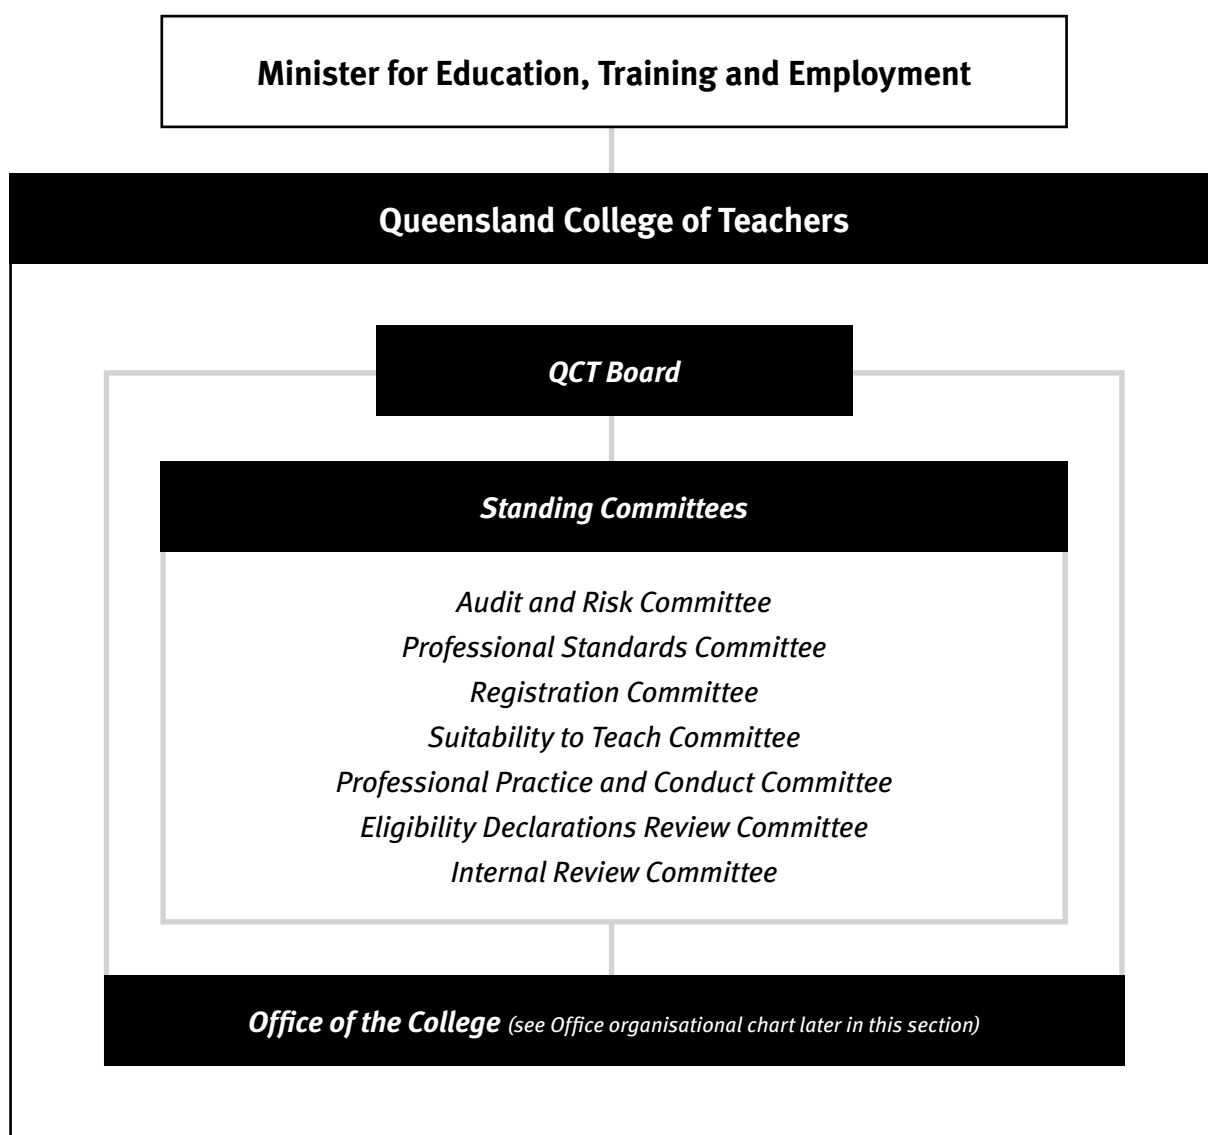 Minister for Education, Training and Employment
Queensland College of Teachers
QCT Board
Standing Committees
Audit and Risk Committee
Professional Standards Committee
Registration Committee
Suitability to Teach Committee
Professional Practice and Conduct Committee
Eligibility Declarations Review Committee
Internal Review Committee
Office of the College (see Office organisational chart later in this section)